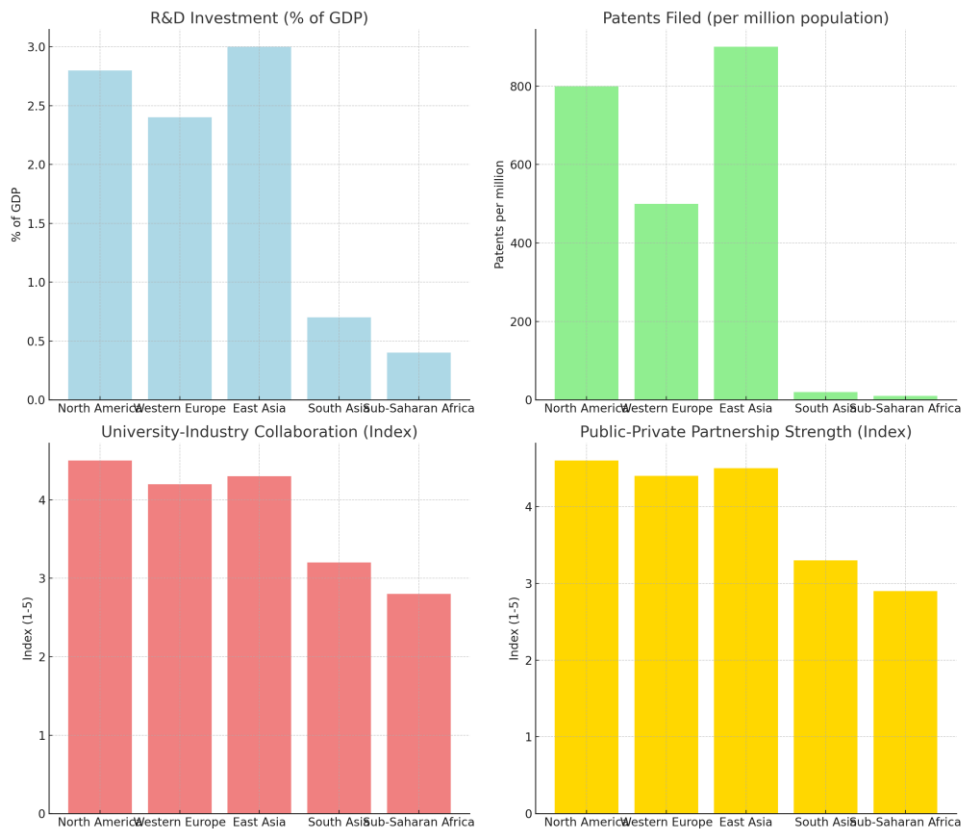 R&D Investment (% of GDP)
% of GDP
3.0
2.5
2.0
1.5
1.0
0.5
0.0
North America Western Europe East Asia South Asia Sub-Saharan Africa
Patents Filed (per million population)
Patents per million
800
600
400
200
0
North America Western Europe East Asia South Asia Sub-Saharan Africa
University-Industry Collaboration (Index)
Index (1-5)
4
3
2
1
0
North America Western Europe East Asia South Asia Sub-Saharan Africa
Public-Private Partnership Strength (Index)
Index (1-5)
4
3
2
1
0
North America Western Europe East Asia South Asia Sub-Saharan Africa